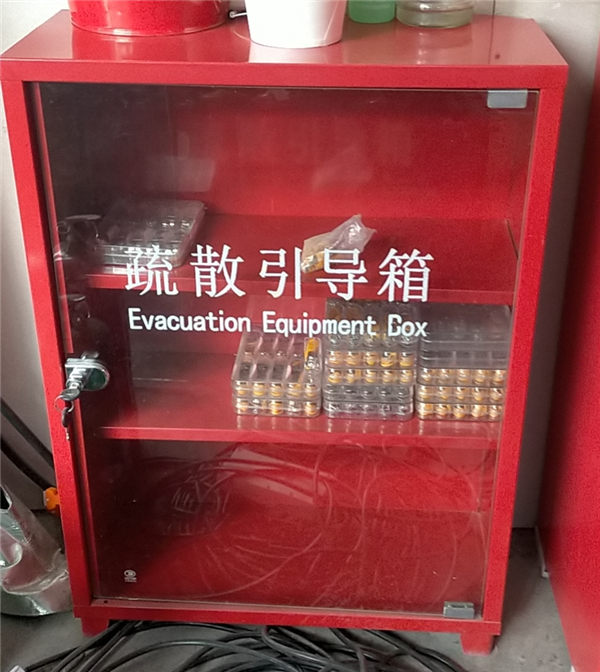 疏散引导箱
Evacuation Equipment Box